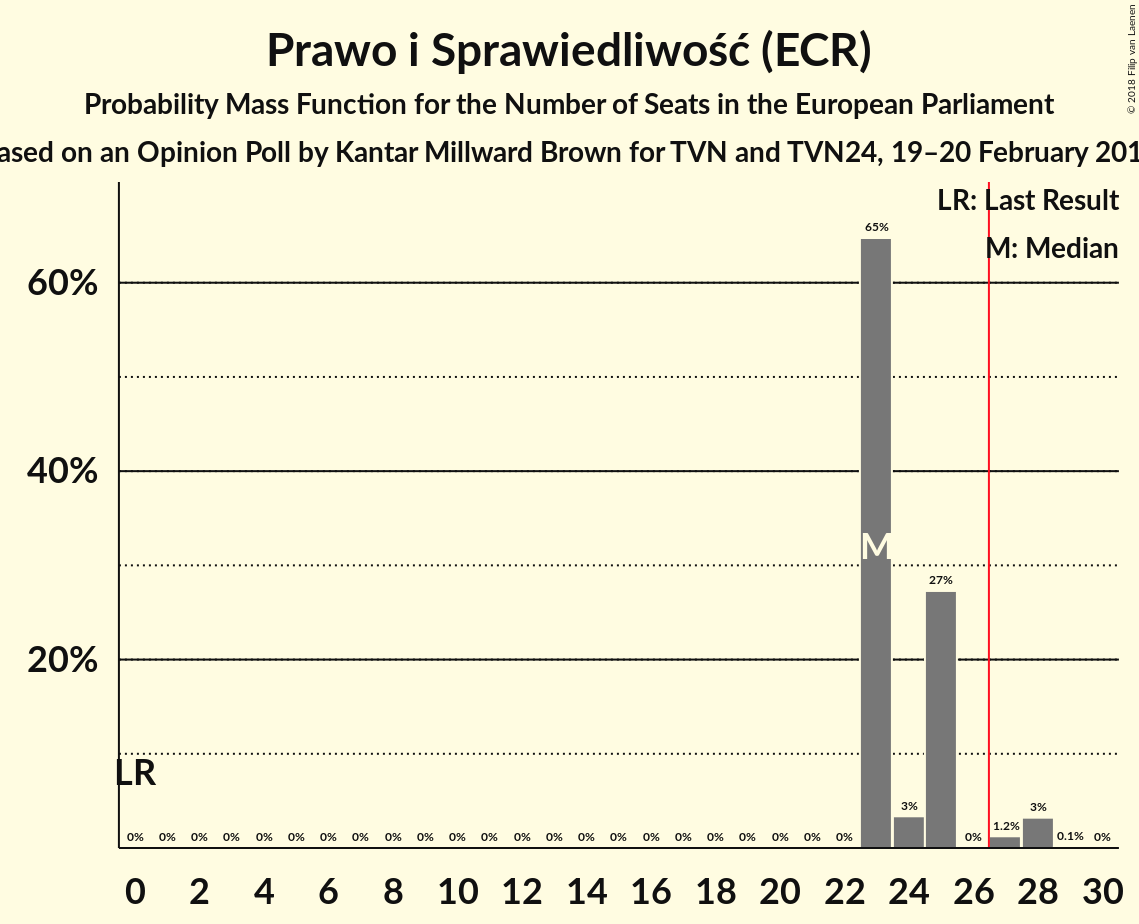 Prawo i Sprawiedliwość (ECR)
Probability Mass Function for the Number of Seats in the European Parliament
ased on an Opinion Poll by Kantar Millward Brown for TVN and TVN24, 19–20 February 201
© 2018 Filip van Laenen
LR: Last Result
M: Median
65%
60%
40%
M
27%
20%
LR
0% 0% 0% 0% 0% 0% 0% 0% 0% 0% 0% 0% 0% 0% 0% 0% 0% 0% 0% 0% 0% 0% 0% 3% 0% 1.2% 3% 0.1% 0%
0 2 4 6 8 10 12 14 16 18 20 22 24 26 28 30